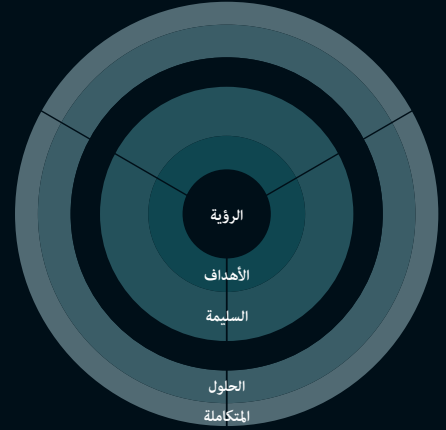 الرؤية
الأهداف
السليمة
الحلول
المتكاملة